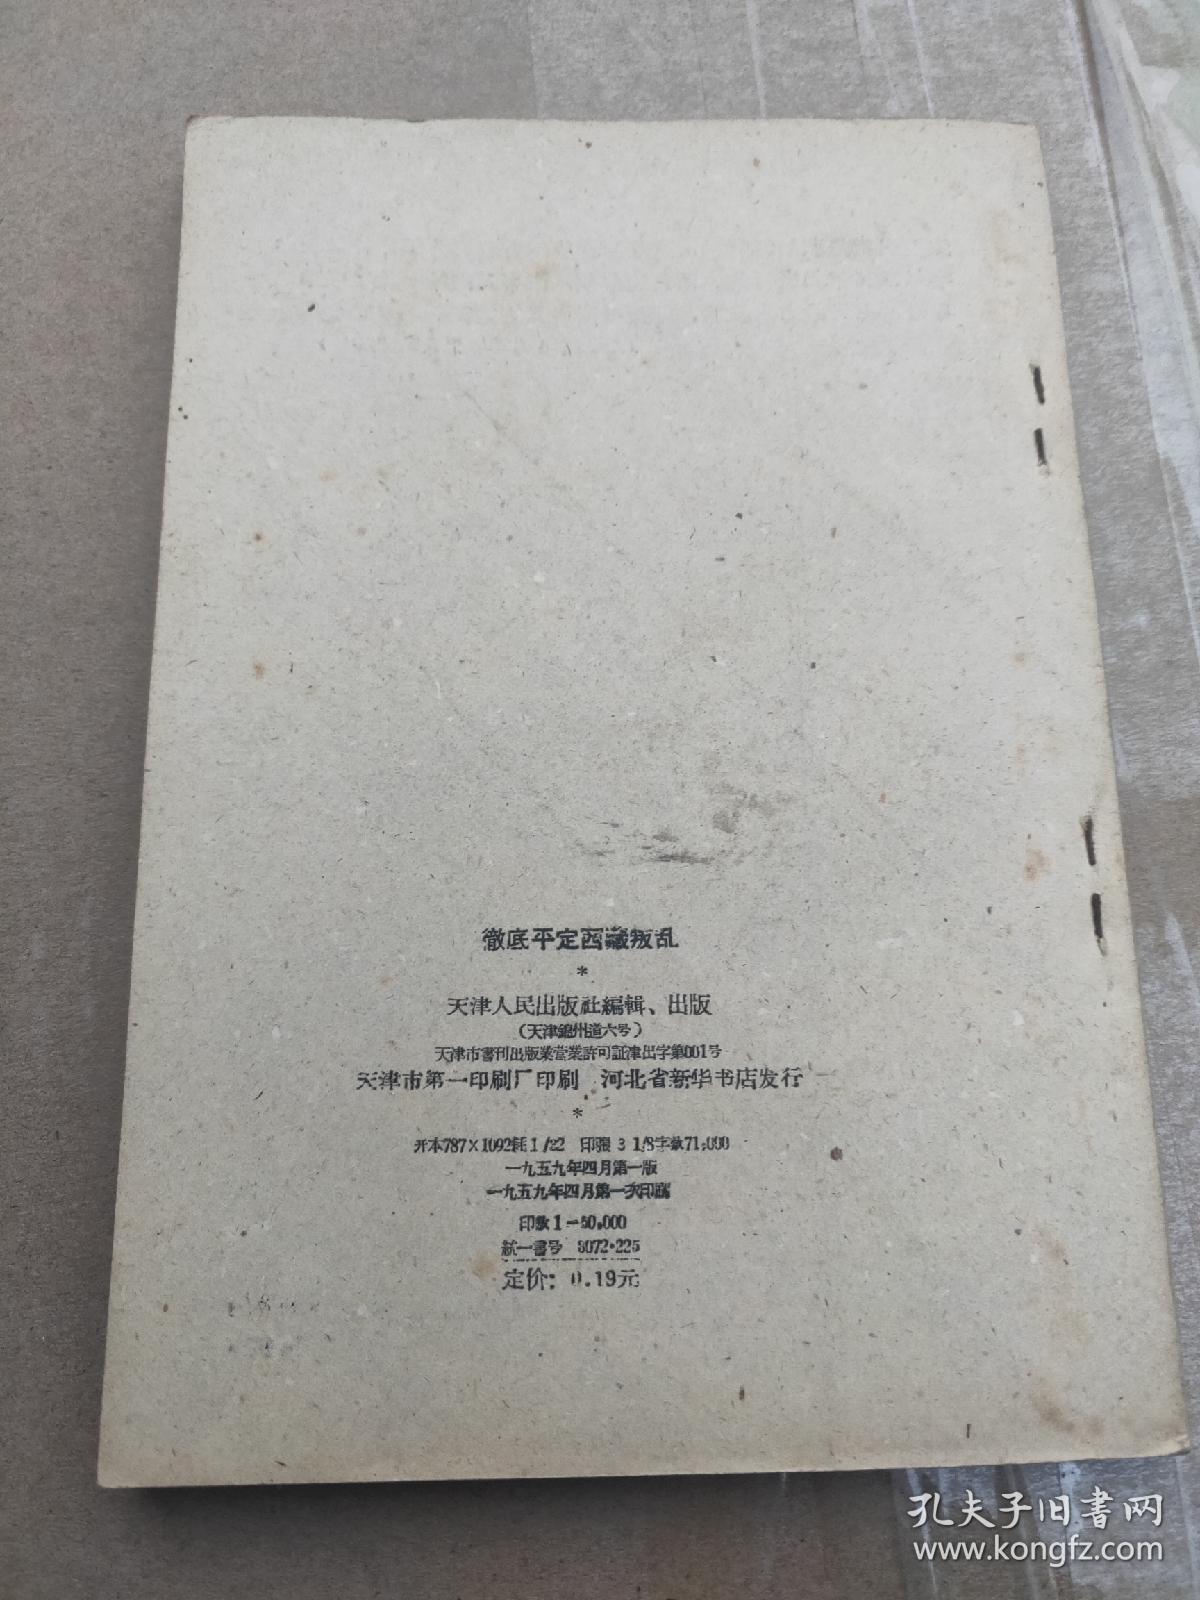 徹底平定西藏叛乱
*
天津人民出版社編輯、出版
(天津錦州道六号)
天津市書刊出版業营業許可証津出字第001号
天津市第一印刷厂印刷 河北省新华书店发行
*
开本787×1092耗1/32 印張 3 1/8字数71,000
一九五九年四月第一版
一九五九年四月第一次印刷
印数1—50,000
統一書号 3072·225
定价：0.19元
孔夫子旧書网
www.kongfz.com